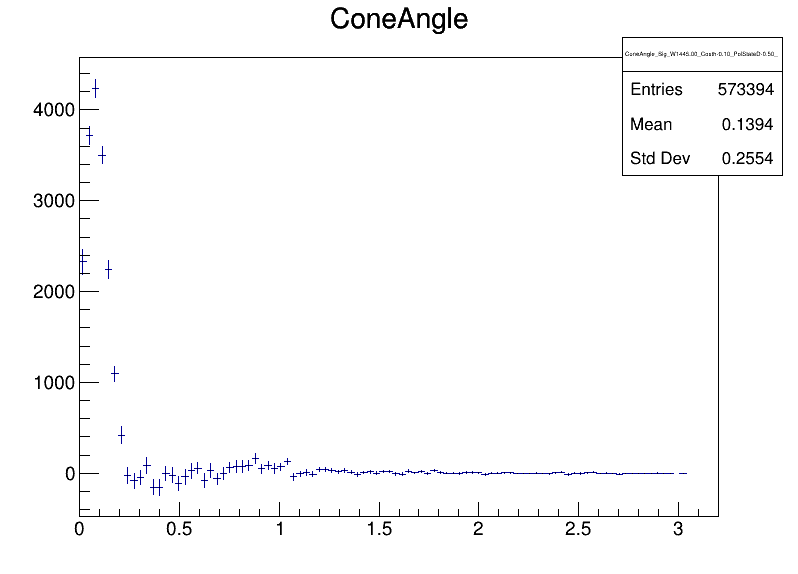 ConeAngle
ConeAngle_Sig_W1445.00_Costh-0.10_PolStateD-0.50_
Entries 573394
Mean 0.1394
Std Dev 0.2554
4000
3000
2000
1000
0
0 0.5 1 1.5 2 2.5 3